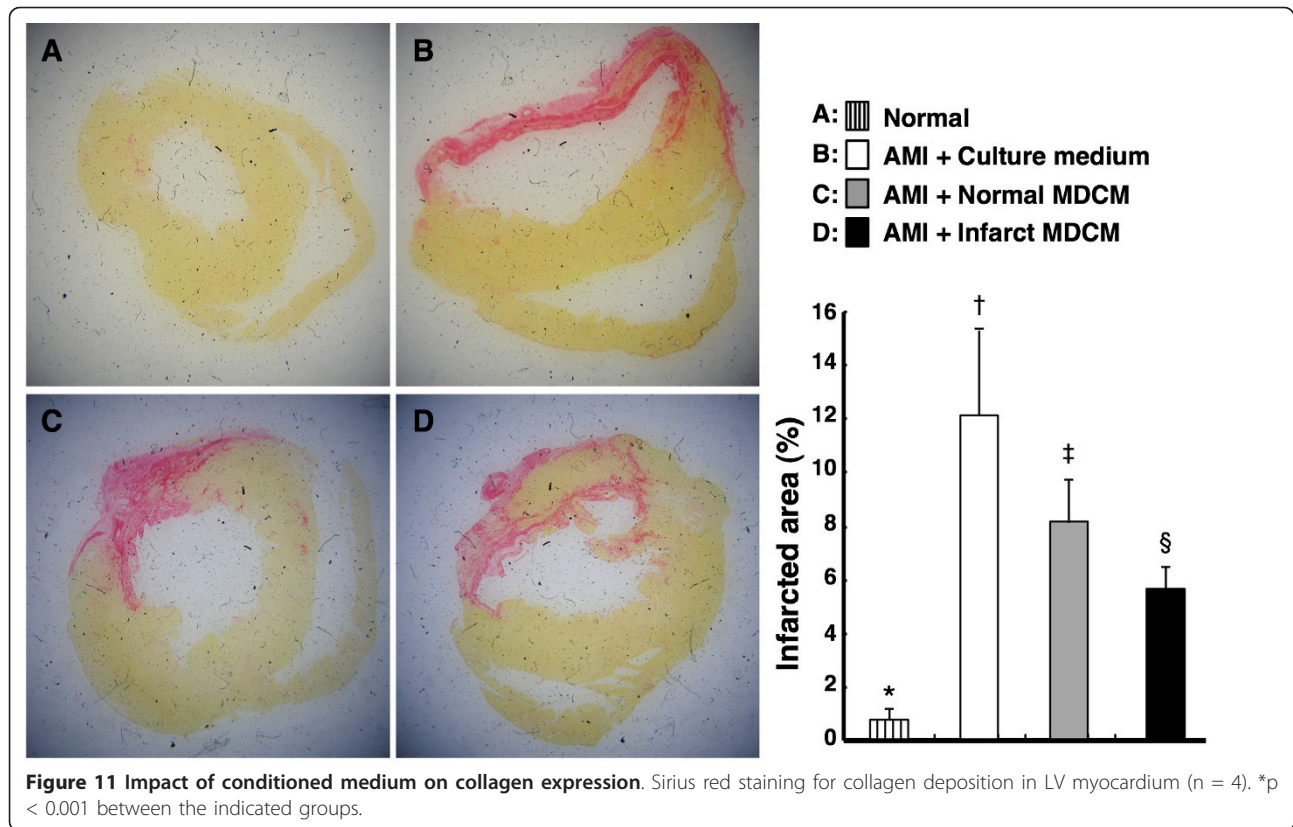 A
B
A: Normal
B: AMI + Culture medium
C: AMI + Normal MDCM
D: AMI + Infarct MDCM
C
D
Infarcted area (%)
16
14
12
10
8
6
4
2
0
*
†
‡
§
Figure 11 Impact of conditioned medium on collagen expression. Sirius red staining for collagen deposition in LV myocardium (n = 4). *p
< 0.001 between the indicated groups.